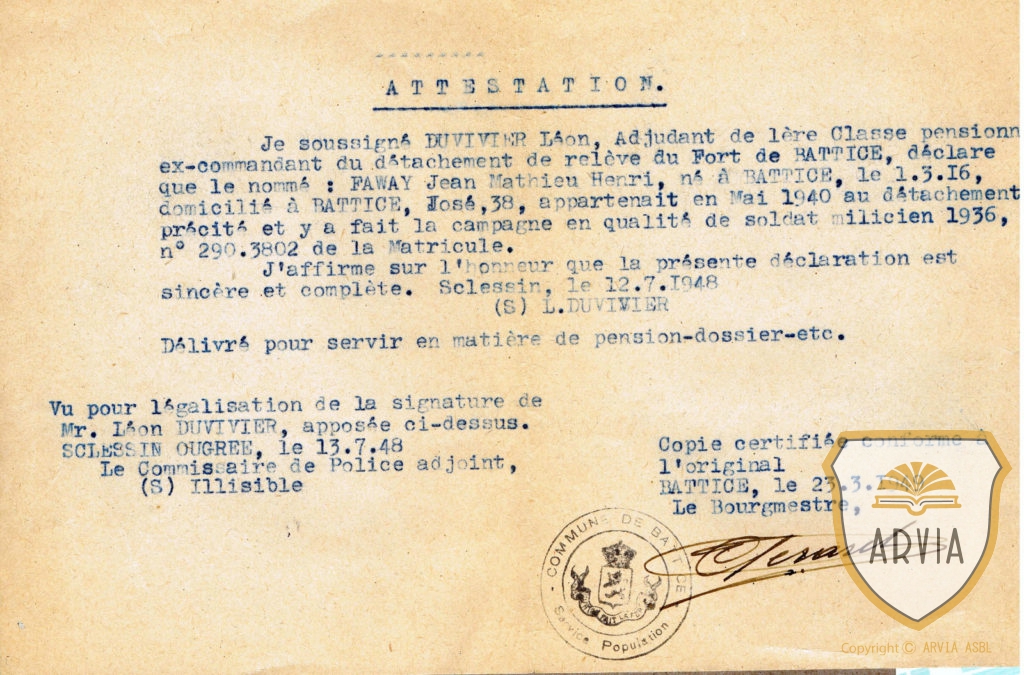 ATTESTATION.
Je soussigné DUVIVIER Léon, Adjudant de 1ère Classe pensionn
ex-commandant du détachement de relève du Fort de BATTICE, déclare
que le nommé : FAWAY Jean Mathieu Henri, né à BATTICE, le 1.3.16,
domicilié à BATTICE, José,38, appartenait en Mai 1940 au détachement
précité et y a fait la campagne en qualité de soldat milicien 1936,
n° 290.3802 de la Matricule.
J'affirme sur l'honneur que la présente déclaration est
sincère et complète. Sclessin, le 12.7.1948
(S) L.DUVIVIER
Délivré pour servir en matière de pension-dossier-etc.
Vu pour légalisation de la signature de
Mr. Léon DUVIVIER, apposée ci-dessus.
SCLESSIN OUGREE, le 13.7.48
Le Commissaire de Police adjoint,
(S) Illisible
Copie certifiée conforme à
l'original
BATTICE, le 23.3.1949
Le Bourgmestre,
- COMMUNE DE BATTICE -
Service Population
ARVIA
Copyright © ARVIA ASBL